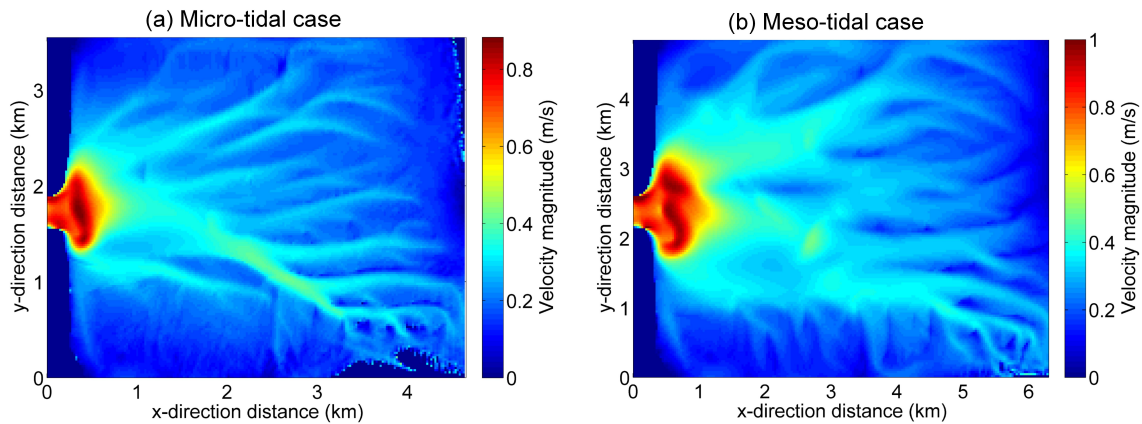 (a) Micro-tidal case
y-direction distance (km)
3
2
1
0
0 1 2 3 4
x-direction distance (km)
0.8
0.6
0.4
0.2
0
Velocity magnitude (m/s)
(b) Meso-tidal case
y-direction distance (km)
4
3
2
1
0
0 1 2 3 4 5 6
x-direction distance (km)
1
0.8
0.6
0.4
0.2
0
Velocity magnitude (m/s)